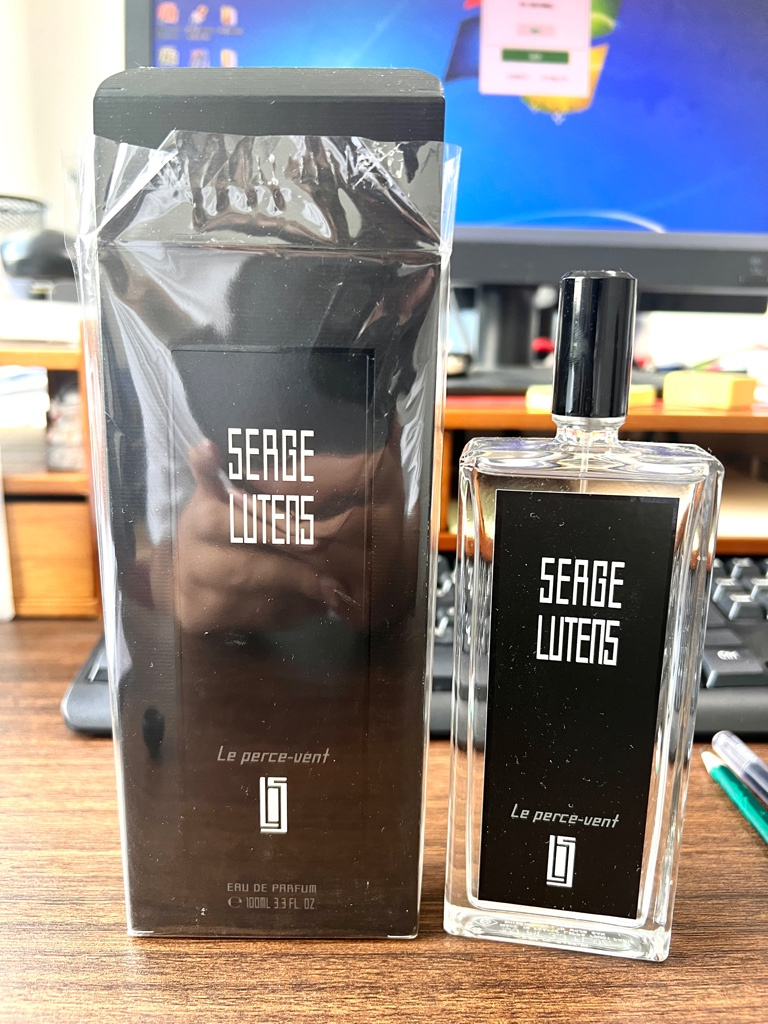 SERGE
LUTENS
Le perce-vent
EAU DE PARFUM
℮ 100ML 3.3 FL. OZ.
SERGE
LUTENS
Le perce-vent